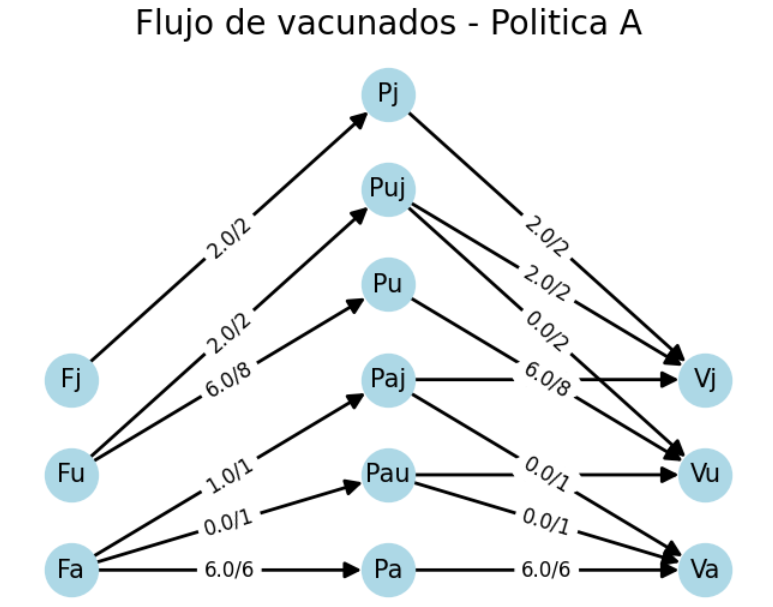 Flujo de vacunados - Politica A
Pj
2.0/2
2.0/2
Puj
2.0/2
2.0/2
Pu
0.0/2
6.0/8
6.0/8
Fj
Paj
Vj
1.0/1
0.0/1
Fu
Pau
Vu
0.0/1
0.0/1
Fa
6.0/6
Pa
6.0/6
Va